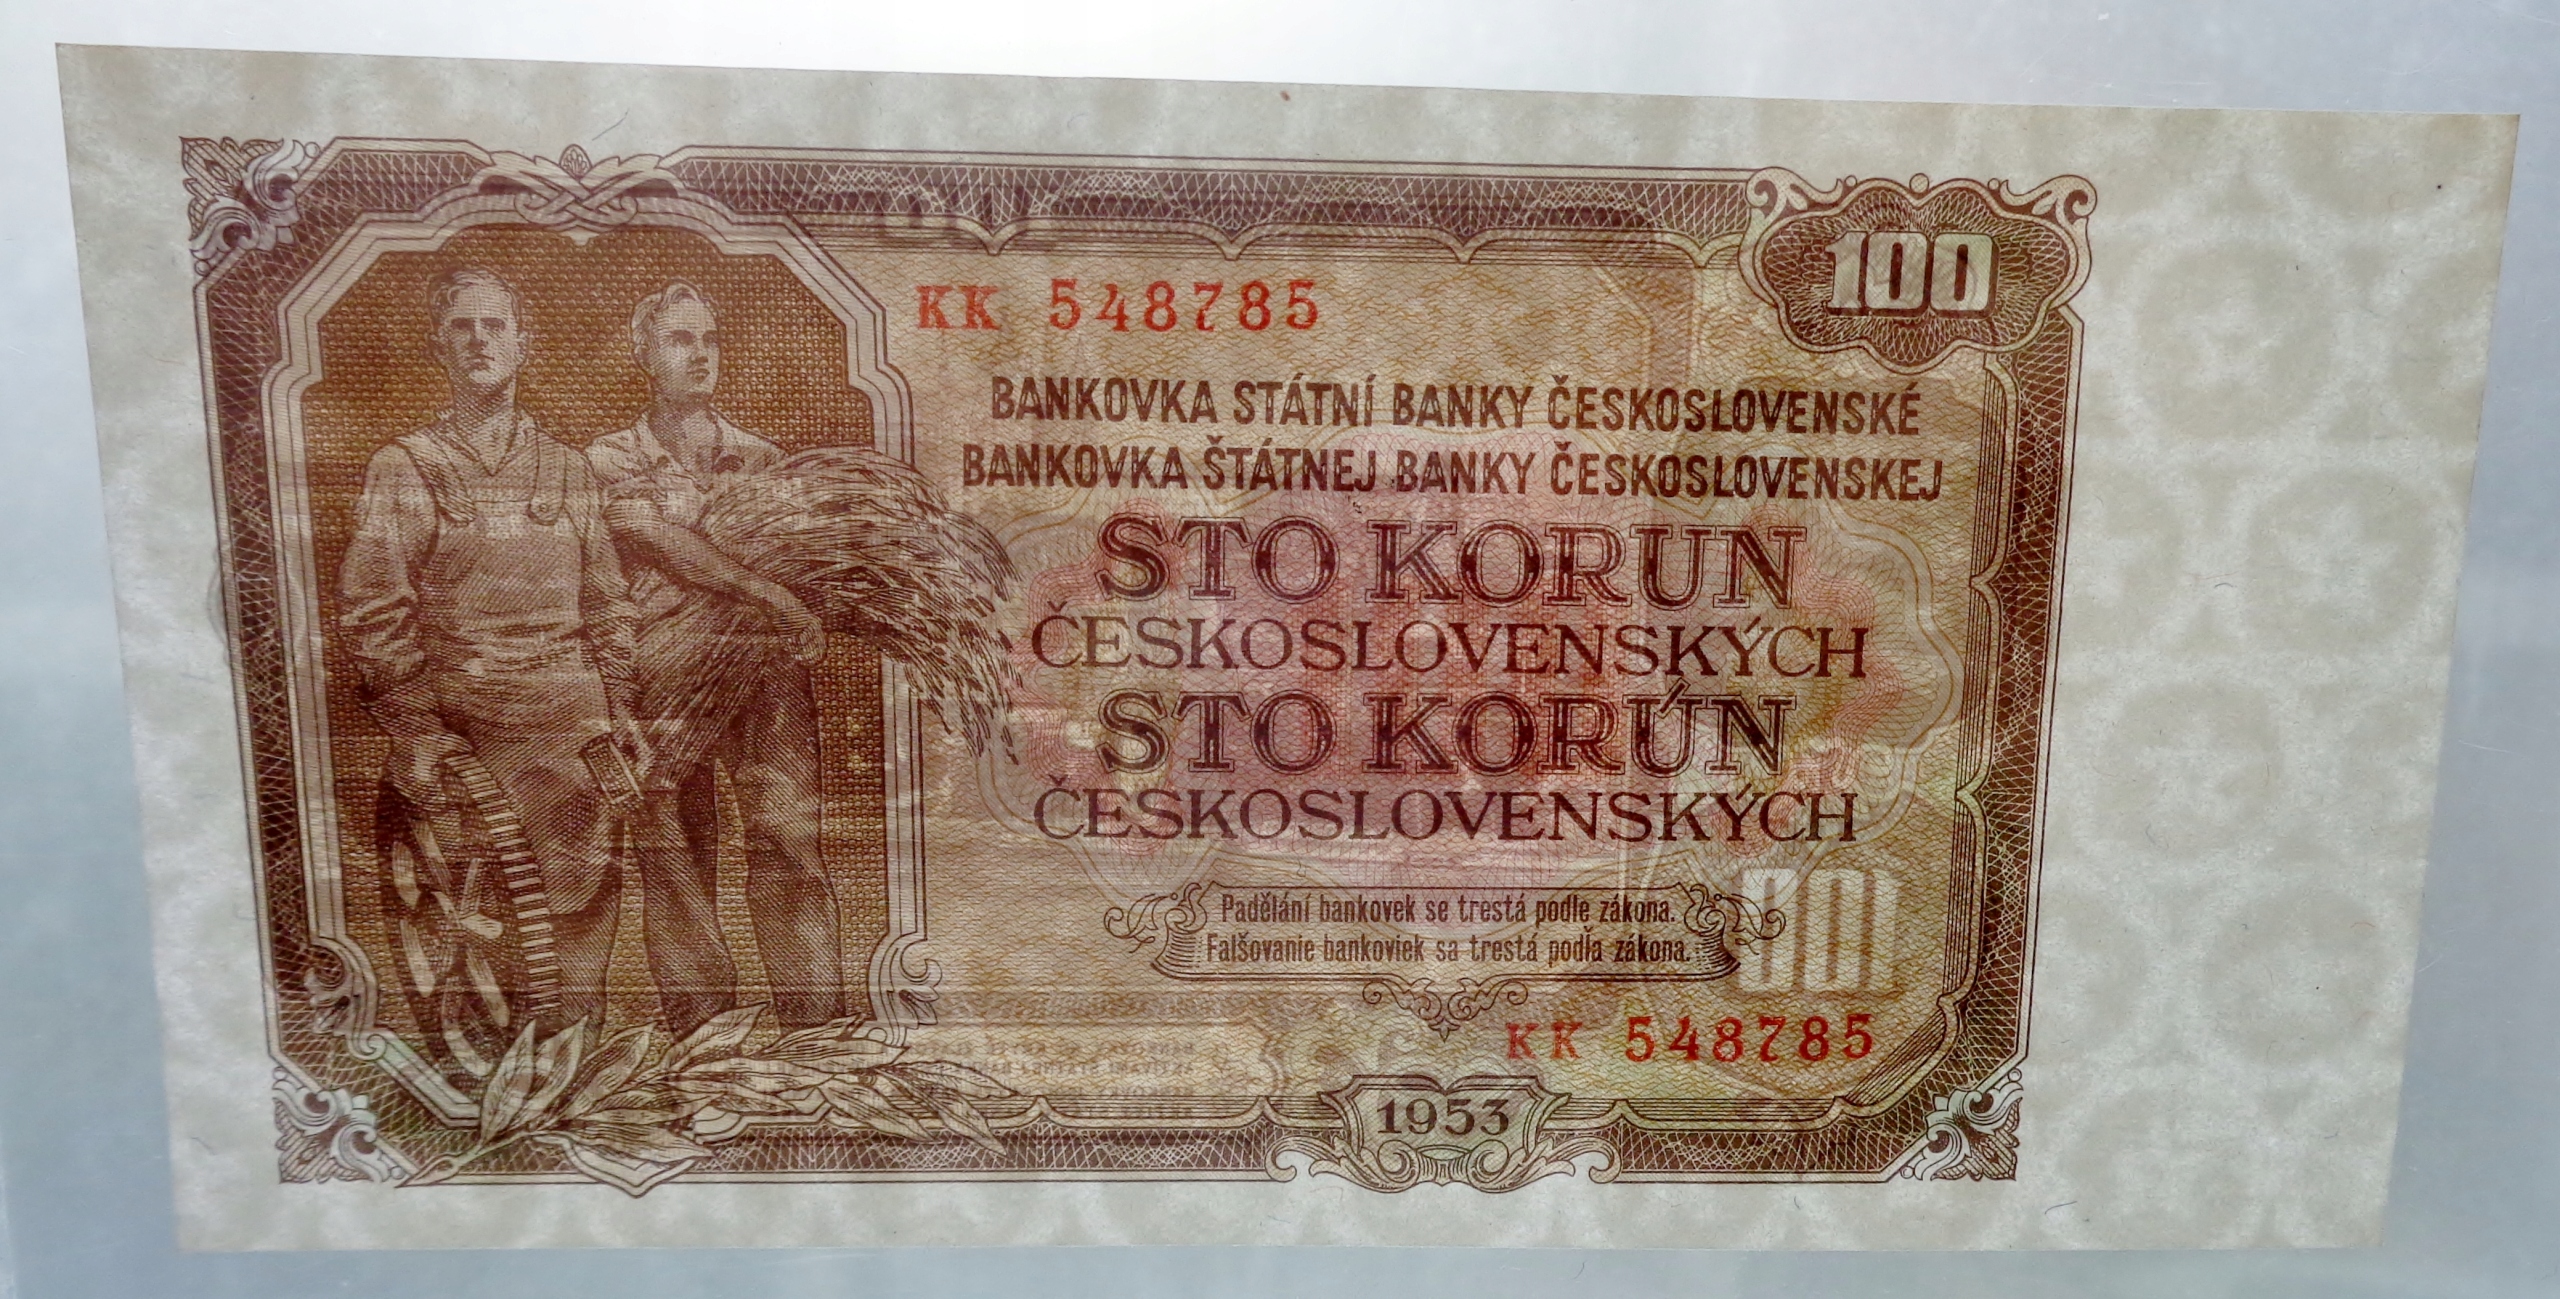 100
KK 548785
BANKOVKA STÁTNÍ BANKY ČESKOSLOVENSKÉ
BANKOVKA ŠTÁTNEJ BANKY ČESKOSLOVENSKEJ
STO KORUN
ČESKOSLOVENSKÝCH
STO KORÚN
ČESKOSLOVENSKÝCH
Padělání bankovek se trestá podle zákona.
Falšovanie bankoviek sa trestá podľa zákona.
KK 548785
1953